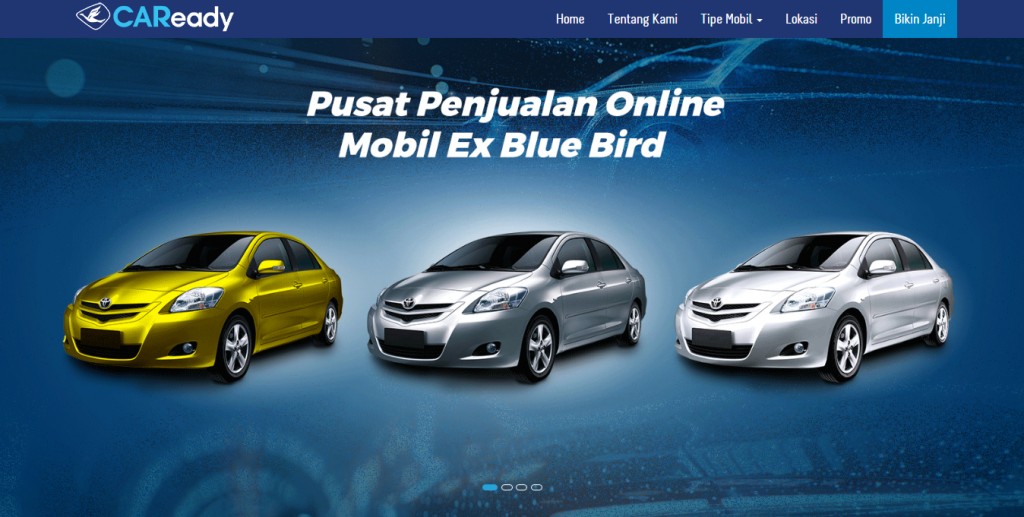 CAReady
Home Tentang Kami Tipe Mobil Lokasi Promo Bikin Janji
Pusat Penjualan Online
Mobil Ex Blue Bird